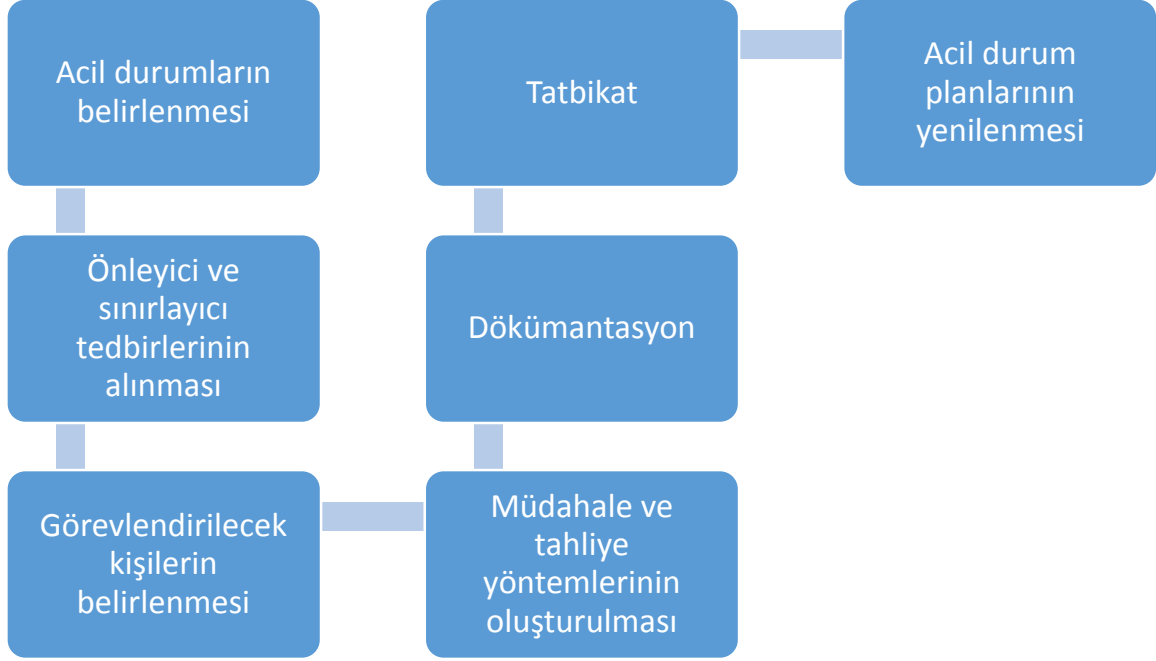 Acil durumların
belirlenmesi
Önleyici ve
sınırlayıcı
tedbirlerinin
alınması
Görevlendirilecek
kişilerin
belirlenmesi
Müdahale ve
tahliye
yöntemlerinin
oluşturulması
Dökümantasyon
Tatbikat
Acil durum
planlarının
yenilenmesi